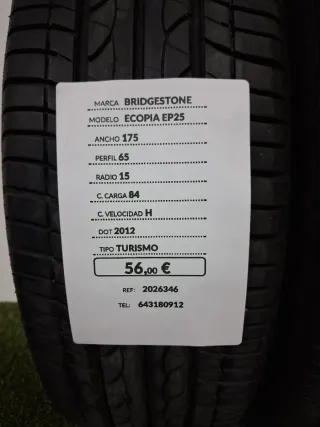 MARCA BRIDGESTONE
MODELO ECOPIA EP25
ANCHO 175
PERFIL 65
RADIO 15
C. CARGA 84
C. VELOCIDAD H
DOT 2012
TIPO TURISMO
56,00 €
REF: 2026346
TEL: 643180912